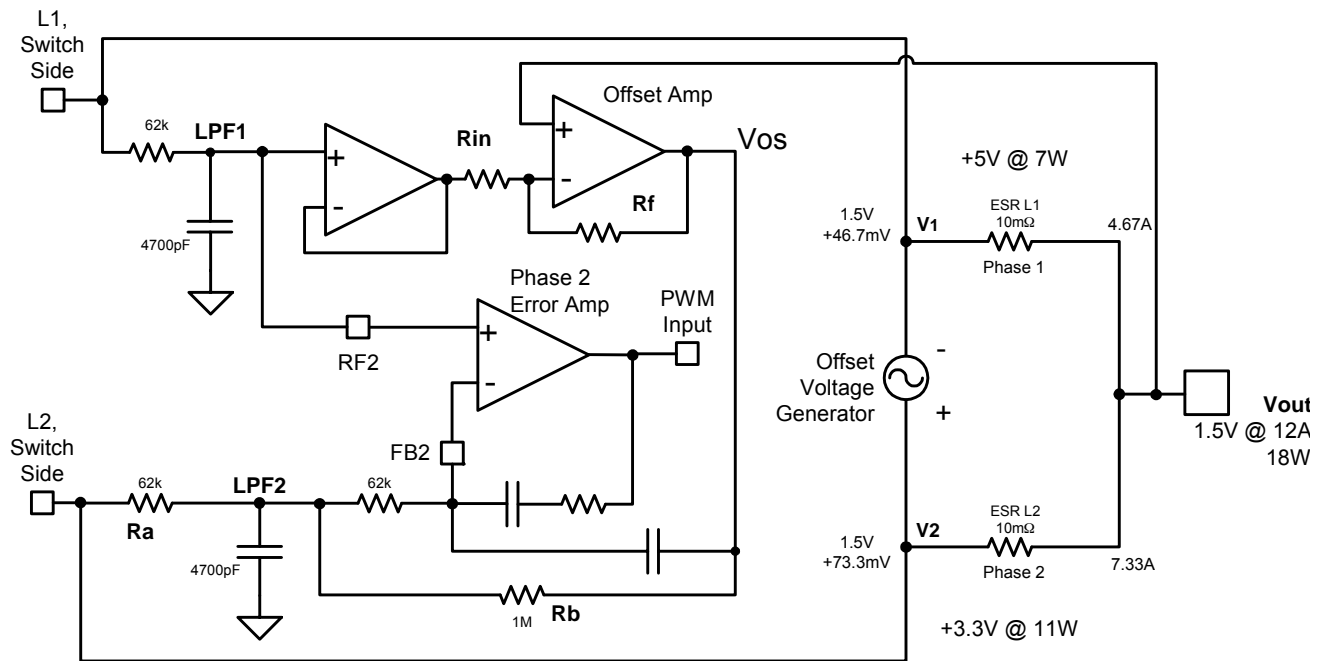 L1,
Switch
Side
62k
LPF1
4700pF
Rin
Offset Amp
Vos
Rf
+
-
+
-
+5V @ 7W
1.5V
+46.7mV
V1
ESR L1
10mΩ
4.67A
Phase 1
Phase 2
Error Amp
PWM
Input
RF2
+
-
FB2
Offset
Voltage
Generator
-
+
Vout
1.5V @ 12A
18W
L2,
Switch
Side
62k
Ra
LPF2
62k
4700pF
1M
Rb
1.5V
+73.3mV
V2
ESR L2
10mΩ
7.33A
Phase 2
+3.3V @ 11W